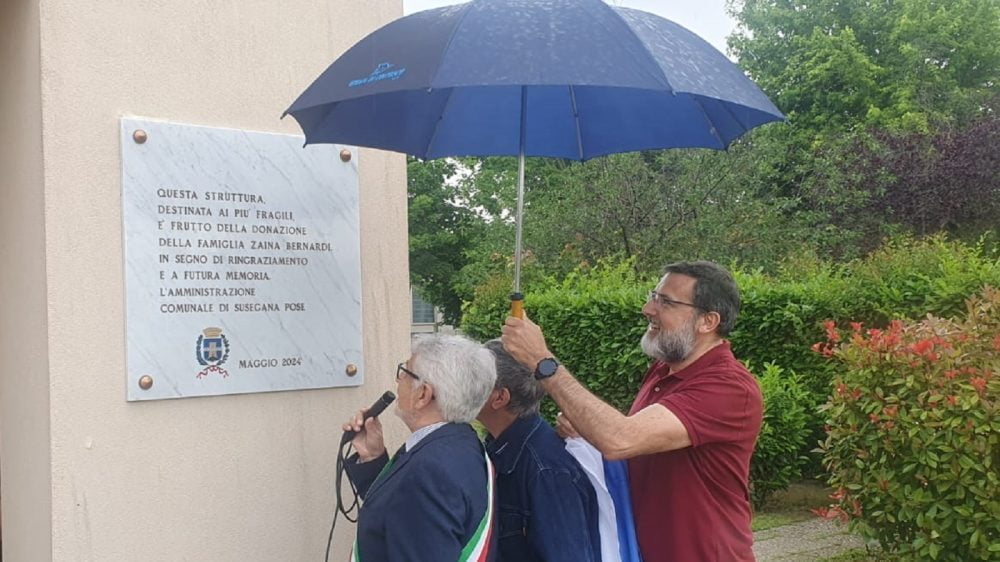 QUESTA STRUTTURA,
DESTINATA AI PIU' FRAGILI,
E' FRUTTO DELLA DONAZIONE
DELLA FAMIGLIA ZAINA BERNARDI,
IN SEGNO DI RINGRAZIAMENTO
E A FUTURA MEMORIA.
L'AMMINISTRAZIONE
COMUNALE DI SUSEGANA POSE
MAGGIO 2024